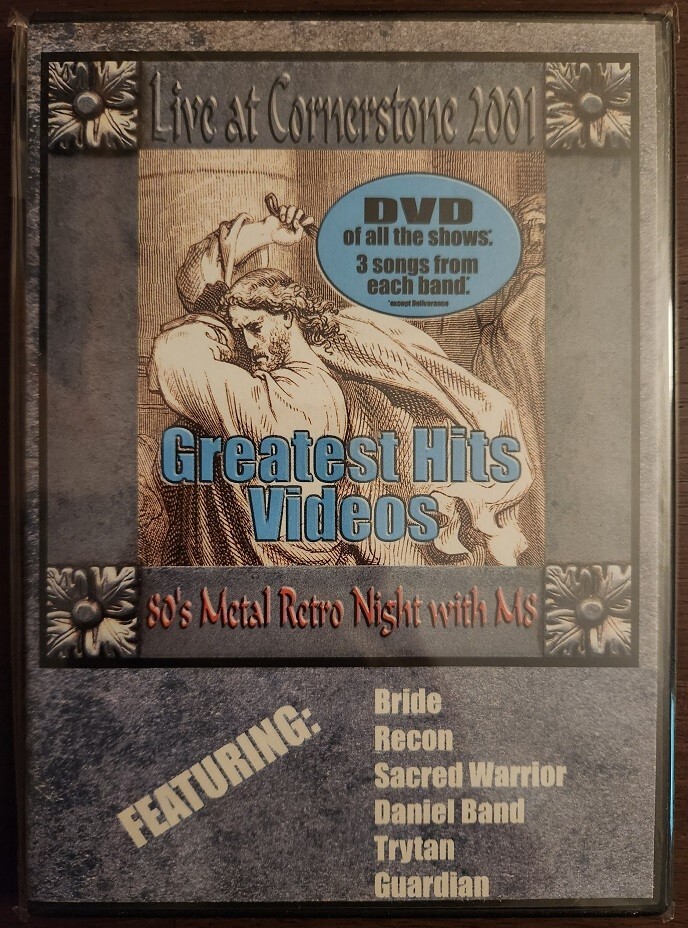 Live at Cornerstone 2001
DVD
of all the shows*.
3 songs from
each band*.
*except Deliverance
Greatest Hits
Videos
80's Metal Retro Night with M8
FEATURING:
Bride
Recon
Sacred Warrior
Daniel Band
Trytan
Guardian